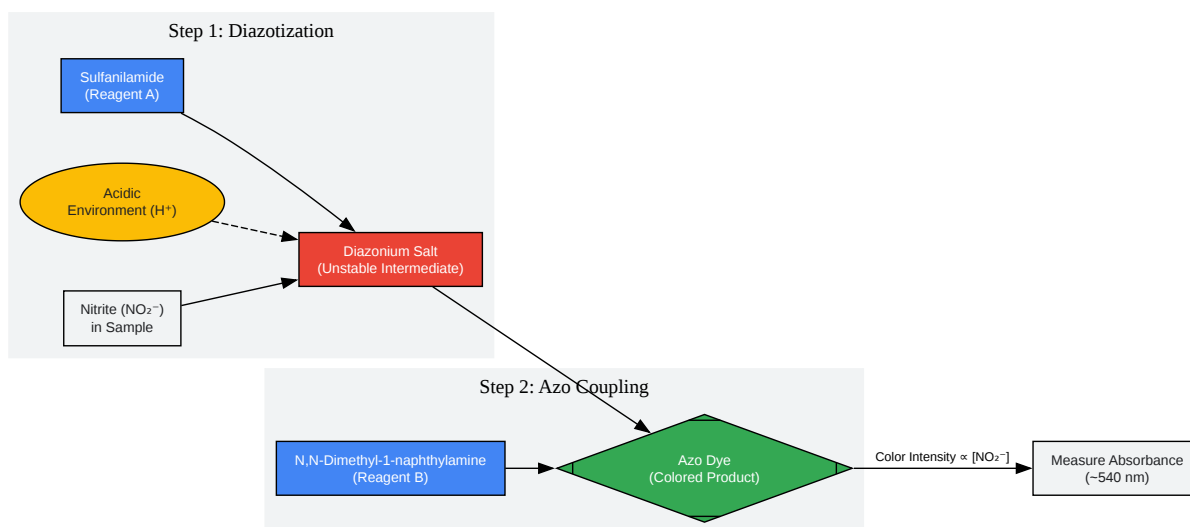 Step 1: Diazotization
Sulfanilamide
(Reagent A)
Acidic
Environment (H⁺)
Diazonium Salt
(Unstable Intermediate)
Nitrite (NO₂⁻)
in Sample
Step 2: Azo Coupling
N,N-Dimethyl-1-naphthylamine
(Reagent B)
Azo Dye
(Colored Product)
Color Intensity ∝ [NO₂⁻]
Measure Absorbance
(~540 nm)